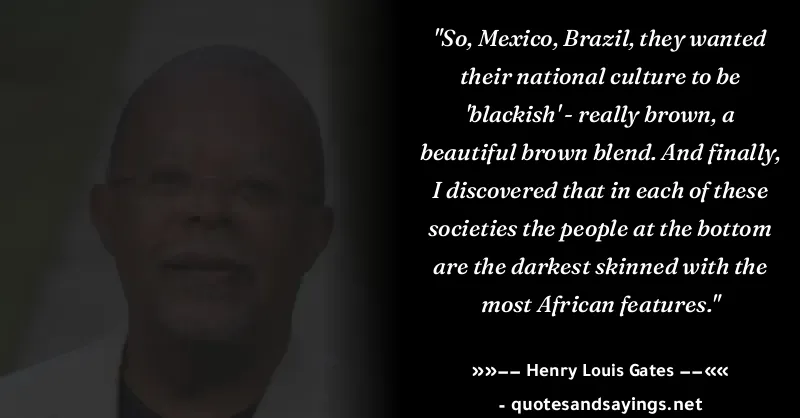 "So, Mexico, Brazil, they wanted
their national culture to be
'blackish' - really brown, a
beautiful brown blend. And finally,
I discovered that in each of these
societies the people at the bottom
are the darkest skinned with the
most African features."
»»–– Henry Louis Gates ––««
- quotesandsayings.net